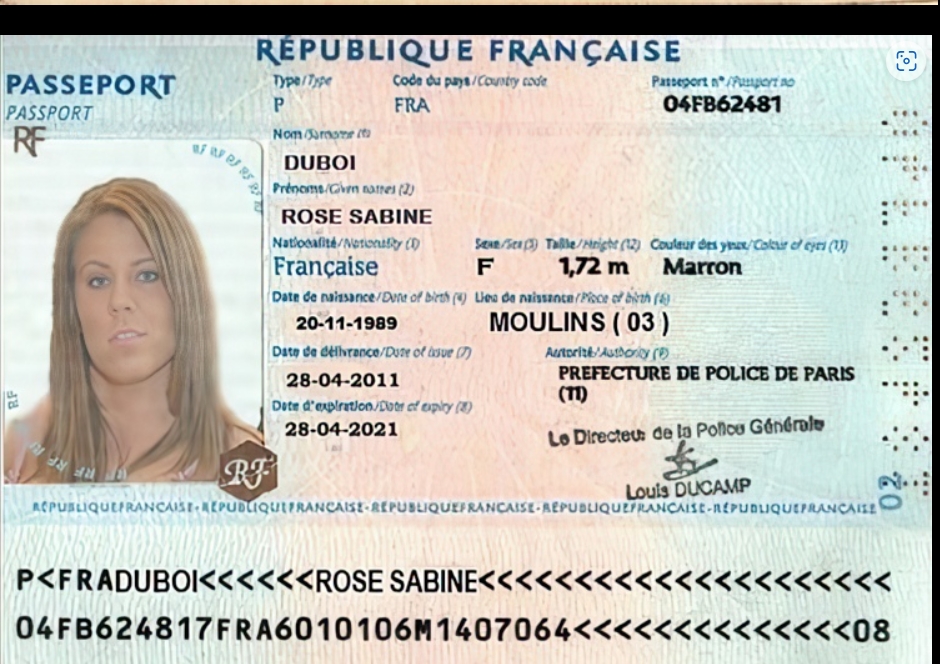 RÉPUBLIQUE FRANÇAISE
PASSEPORT
PASSPORT
RF
Type/Type
P
Code du pays/Country code
FRA
Passeport n°/Passport no
04FB62481
Nom/Surname (1)
DUBOI
Prénoms/Given names (2)
ROSE SABINE
Nationalité/Nationality (3)
Française
Sexe/Sex (5) Taille/Height (12) Couleur des yeux/Colour of eyes (13)
F 1,72 m Marron
Date de naissance/Date of birth (4) Lieu de naissance/Place of birth (6)
20-11-1989 MOULINS ( 03 )
Date de délivrance/Date of issue (7) Autorité/Authority (9)
28-04-2011 PREFECTURE DE POLICE DE PARIS
(11)
Date d'expiration/Date of expiry (8)
28-04-2021
Le Directeur de la Police Générale
Louis DUCAMP
RF
02
RÉPUBLIQUEFRANCAISE-RÉPUBLIQUEFRANCAISE-RÉPUBLIQUEFRANCAISE-RÉPUBLIQUEFRANCAISE-RÉPUBLIQUEFRANCAISE
P<FRADUBOI<<<<<<ROSE SABINE<<<<<<<<<<<<<<<<<<<<<
04FB624817FRA6010106M1407064<<<<<<<<<<<<<<08